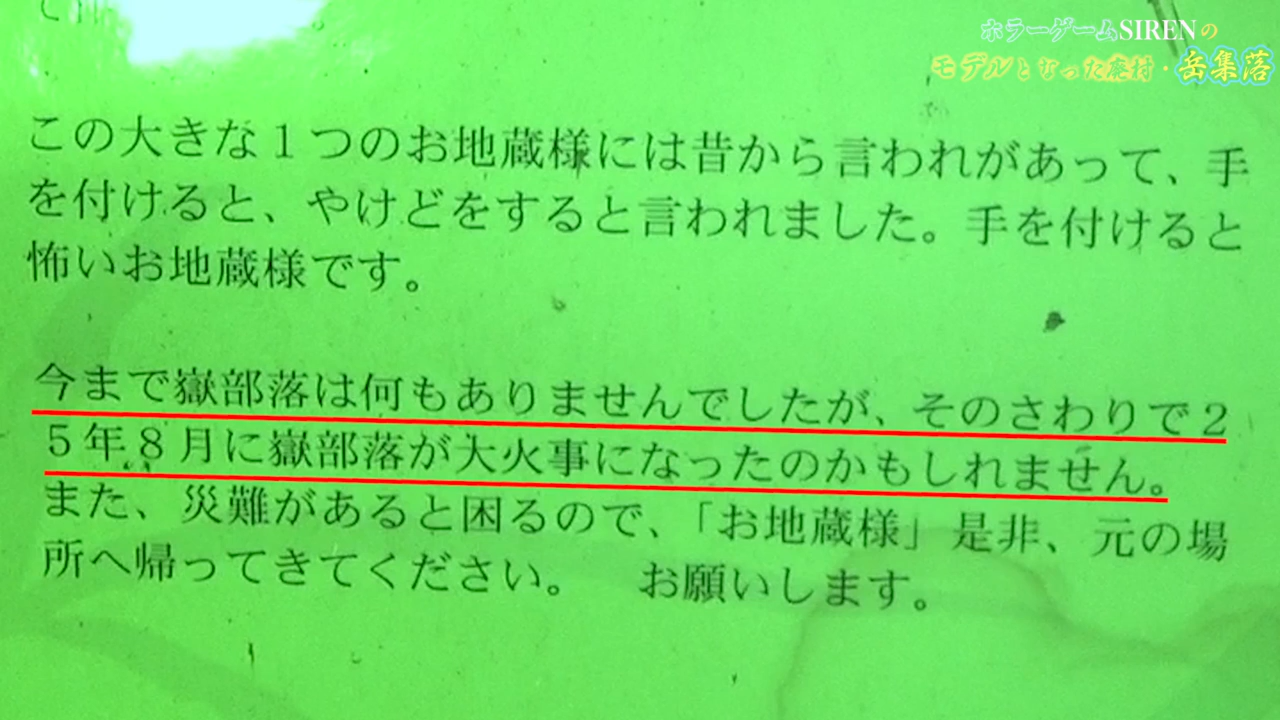 ホラーゲームSIRENの
モデルとなった廃村・岳集落
この大きな１つのお地蔵様には昔から言われがあって、手
を付けると、やけどをすると言われました。手を付けると
怖いお地蔵様です。
今まで嶽部落は何もありませんでしたが、そのさわりで２
５年８月に嶽部落が大火事になったのかもしれません。
また、災難があると困るので、「お地蔵様」是非、元の場
所へ帰ってきてください。　お願いします。